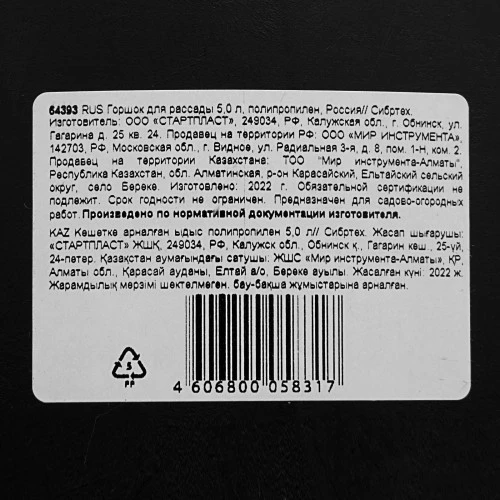 64393 RUS Горшок для рассады 5,0 л, полипропилен, Россия// Сибртех.
Изготовитель: ООО «СТАРТПЛАСТ», 249034, РФ, Калужская обл., г. Обнинск, ул.
Гагарина д. 25 кв. 24. Продавец на территории РФ: ООО «МИР ИНСТРУМЕНТА»,
142703, РФ, Московская обл., г. Видное, ул. Радиальная 3-я, д. 8, пом. 1-Н, ком. 2.
Продавец на территории Казахстана: ТОО "Мир инструмента-Алматы",
Республика Казахстан, обл. Алматинская, р-он Карасайский, Ельтайский сельский
округ, село Береке. Изготовлено: 2022 г. Обязательной сертификации не
подлежит. Срок годности не ограничен. Предназначен для садово-огородных
работ. Произведено по нормативной документации изготовителя.
KAZ Көшетке арналған ыдыс полипропилен 5,0 л// Сибртех. Жасап шығарушы:
«СТАРТПЛАСТ» ЖШҚ, 249034, РФ, Калужск обл., Обнинск қ., Гагарин көш., 25-үй,
24-пәтер. Қазақстан аумағындағы сатушы: ЖШС «Мир инструмента-Алматы», ҚР,
Алматы обл., Қарасай ауданы, Елтай а/о, Береке ауылы. Жасалған күні: 2022 ж.
Жарамдылық мерзімі шектелмеген. бау-бақша жұмыстарына арналған.
5
PP
4 606800 058317